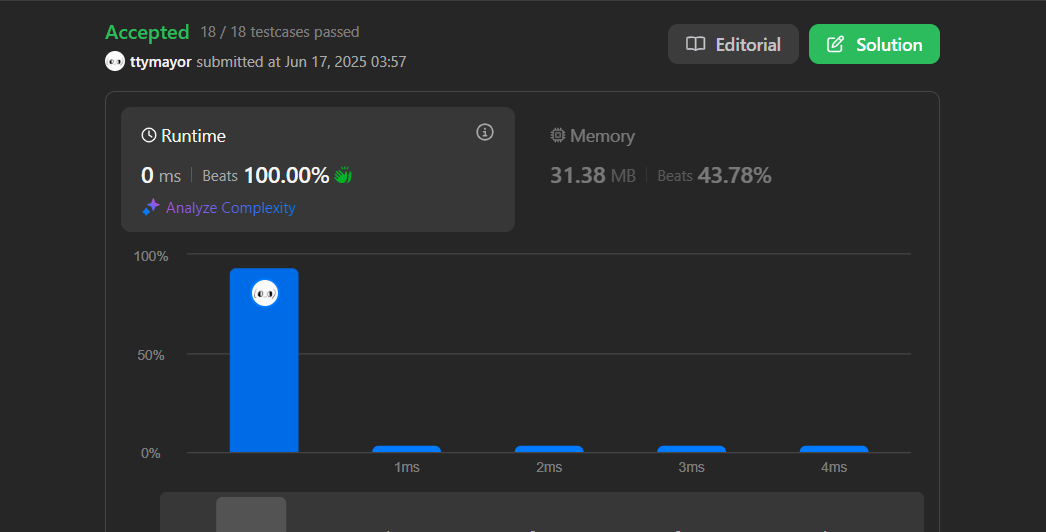 Accepted 18 / 18 testcases passed
ttymayor submitted at Jun 17, 2025 03:57
Editorial
Solution
Runtime
0 ms Beats 100.00%
Analyze Complexity
Memory
31.38 MB Beats 43.78%
100%
50%
0%
1ms 2ms 3ms 4ms